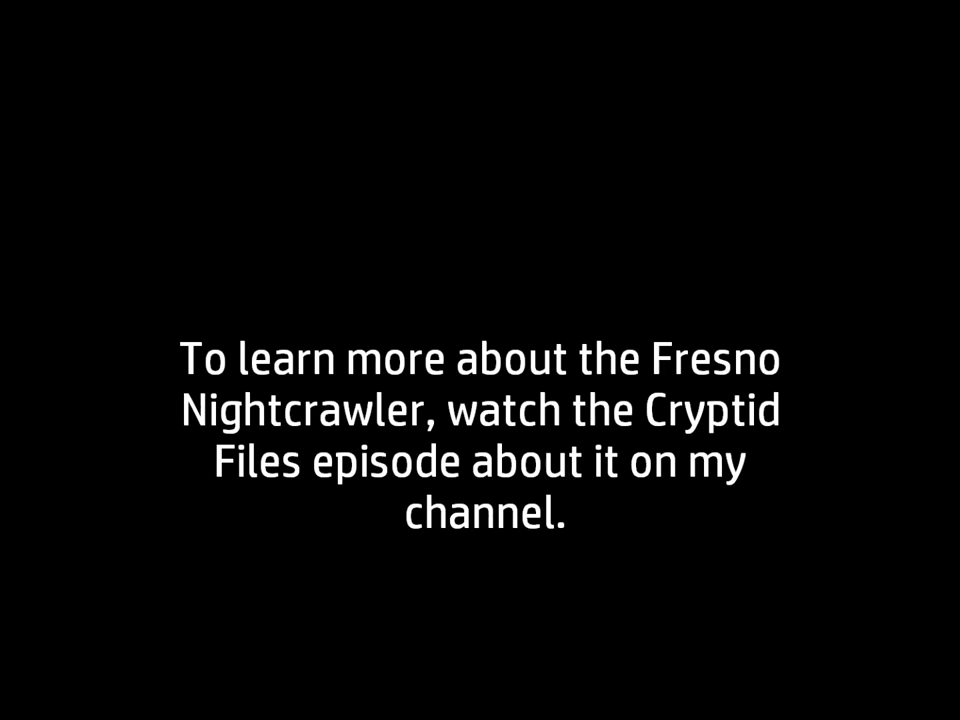 To learn more about the Fresno
Nightcrawler, watch the Cryptid
Files episode about it on my
channel.